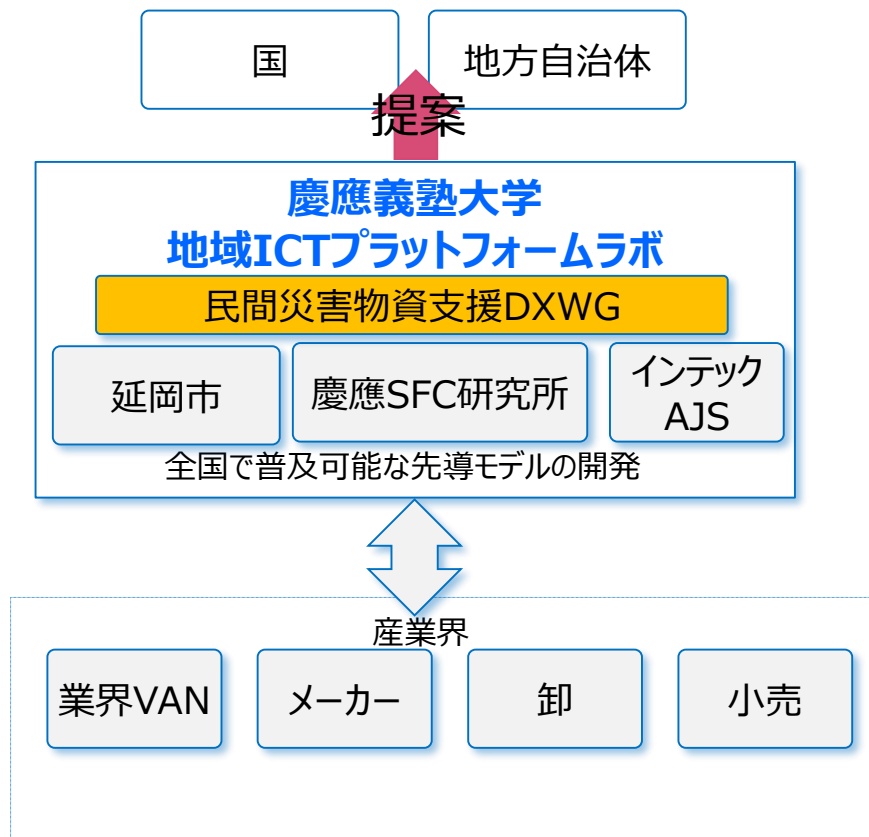 国
地方自治体
提案
慶應義塾大学
地域ICTプラットフォームラボ
民間災害物資支援DXWG
延岡市
慶應SFC研究所
インテック
AJS
全国で普及可能な先導モデルの開発
産業界
業界VAN
メーカー
卸
小売